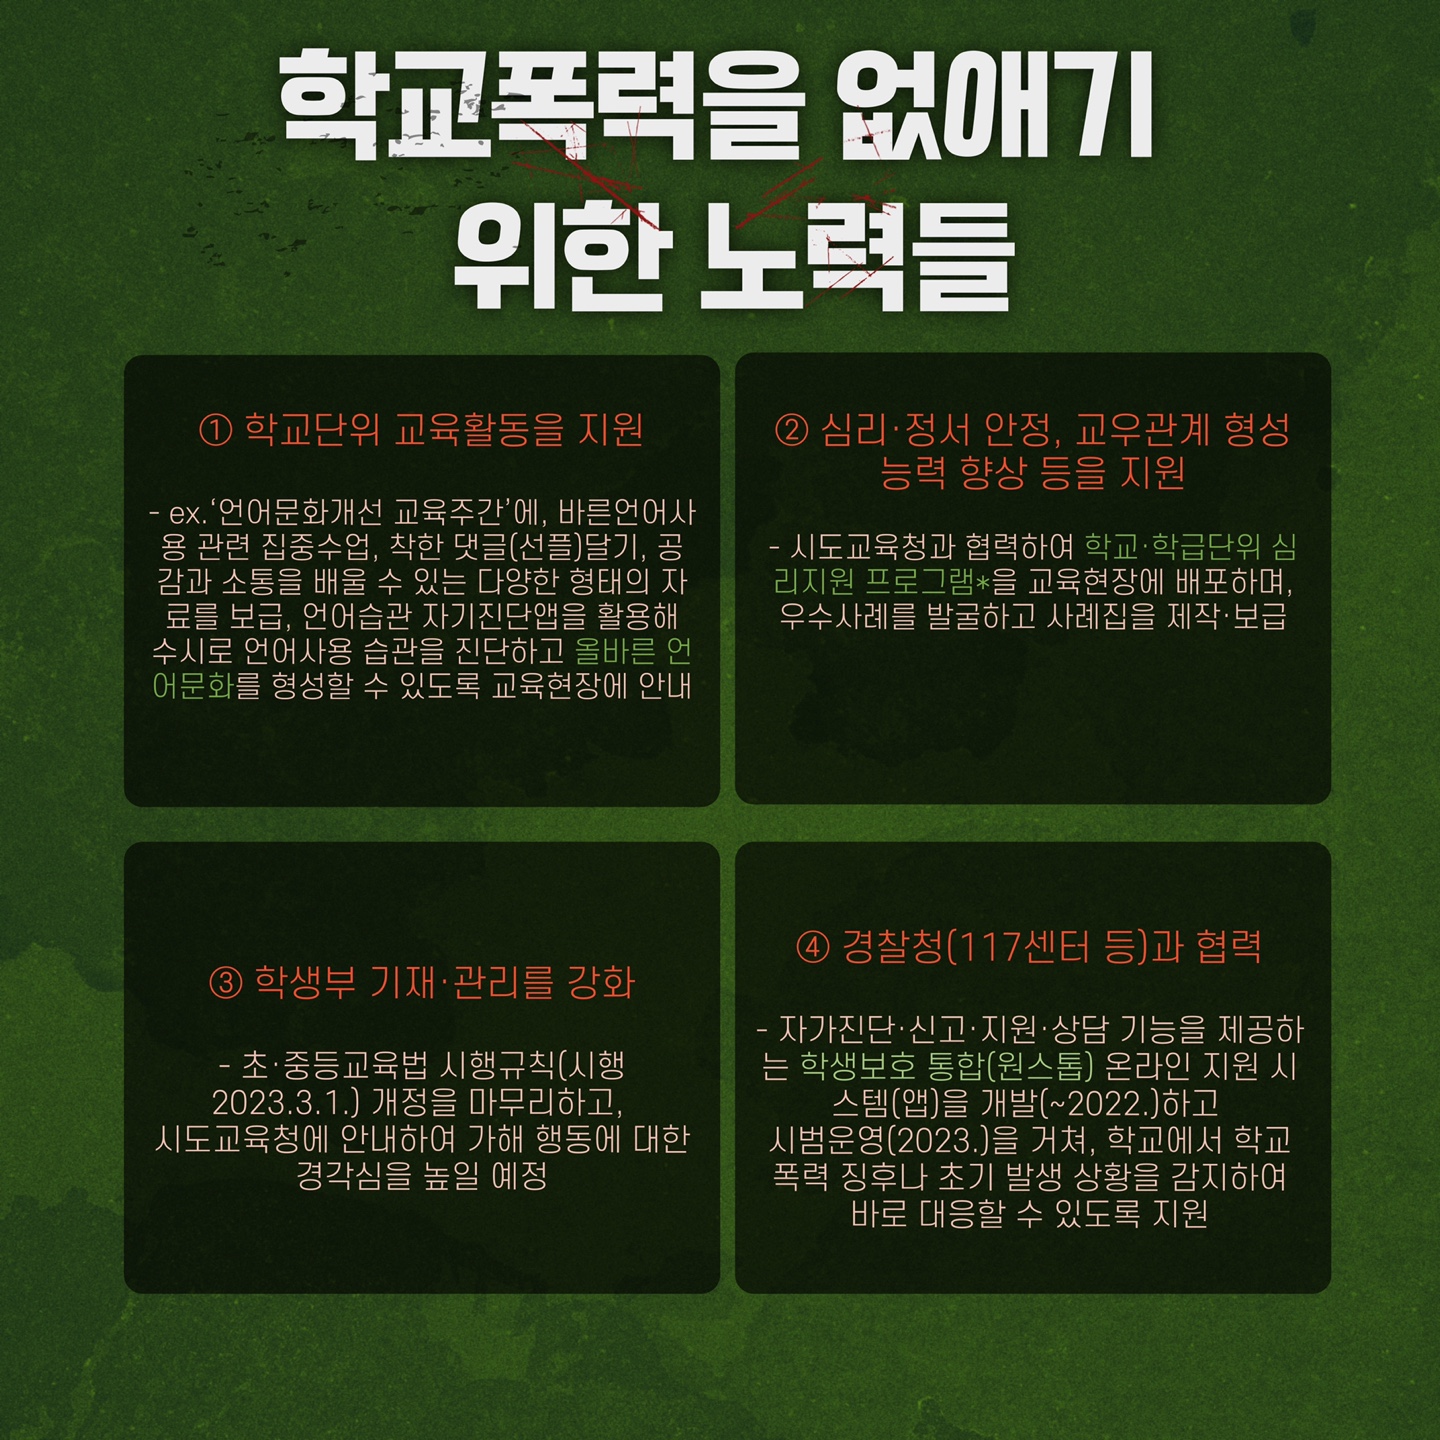 학교폭력을 없애기
위한 노력들
① 학교단위 교육활동을 지원
- ex.‘언어문화개선 교육주간’에, 바른언어사
용 관련 집중수업, 착한 댓글(선플)달기, 공
감과 소통을 배울 수 있는 다양한 형태의 자
료를 보급, 언어습관 자기진단앱을 활용해
수시로 언어사용 습관을 진단하고 올바른 언
어문화를 형성할 수 있도록 교육현장에 안내
② 심리·정서 안정, 교우관계 형성
능력 향상 등을 지원
- 시도교육청과 협력하여 학교·학급단위 심
리지원 프로그램*을 교육현장에 배포하며,
우수사례를 발굴하고 사례집을 제작·보급
③ 학생부 기재·관리를 강화
- 초·중등교육법 시행규칙(시행
2023.3.1.) 개정을 마무리하고,
시도교육청에 안내하여 가해 행동에 대한
경각심을 높일 예정
④ 경찰청(117센터 등)과 협력
- 자가진단·신고·지원·상담 기능을 제공하
는 학생보호 통합(원스톱) 온라인 지원 시
스템(앱)을 개발(~2022.)하고
시범운영(2023.)을 거쳐, 학교에서 학교
폭력 징후나 초기 발생 상황을 감지하여
바로 대응할 수 있도록 지원